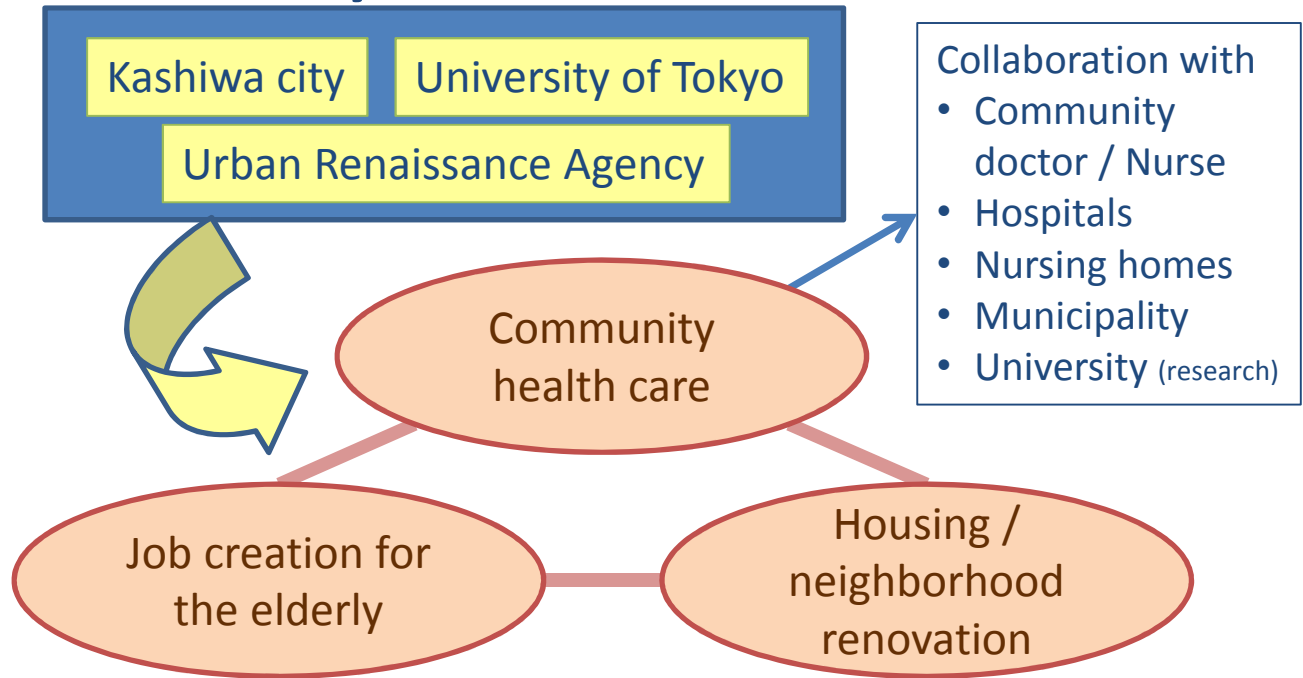 Kashiwa city
University of Tokyo
Urban Renaissance Agency
Collaboration with
• Community
doctor / Nurse
• Hospitals
• Nursing homes
• Municipality
• University (research)
Community
health care
Job creation for
the elderly
Housing /
neighborhood
renovation